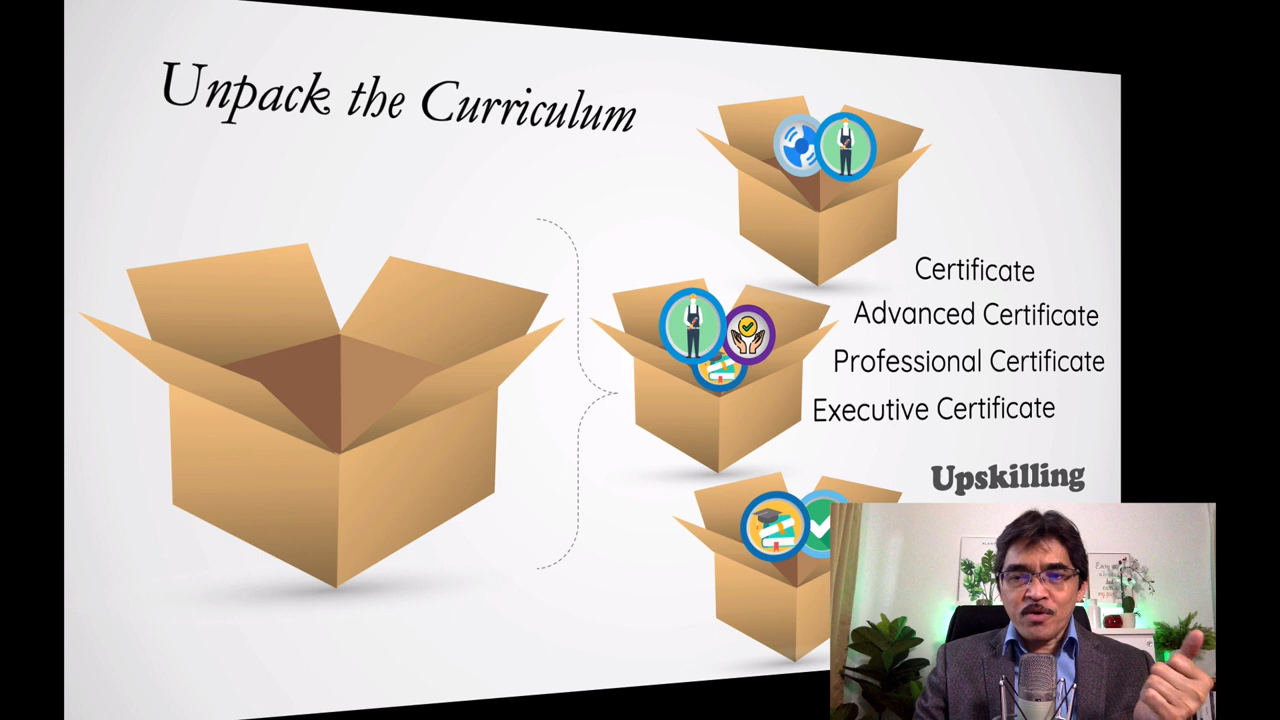 Unpack the Curriculum
Certificate
Advanced Certificate
Professional Certificate
Executive Certificate
Upskilling